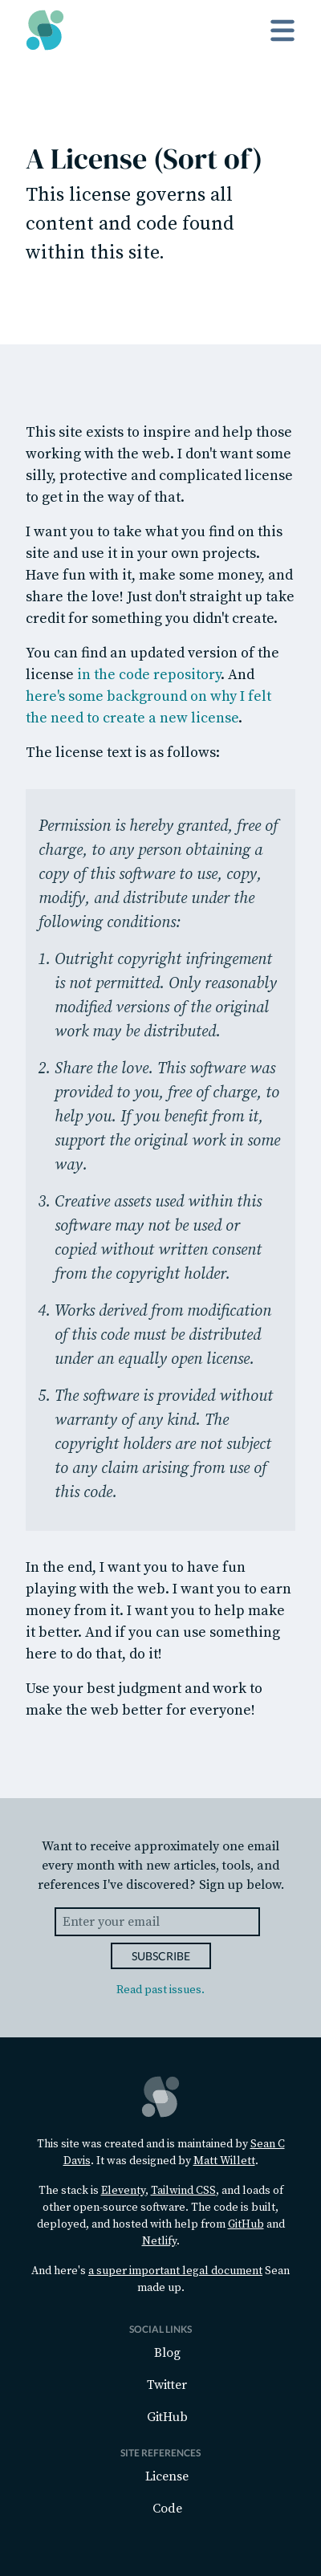 A License (Sort of)
This license governs all
content and code found
within this site.
This site exists to inspire and help those
working with the web. I don't want some
silly, protective and complicated license
to get in the way of that.
I want you to take what you find on this
site and use it in your own projects.
Have fun with it, make some money, and
share the love! Just don't straight up take
credit for something you didn't create.
You can find an updated version of the
license in the code repository. And
here's some background on why I felt
the need to create a new license.
The license text is as follows:
Permission is hereby granted, free of
charge, to any person obtaining a
copy of this software to use, copy,
modify, and distribute under the
following conditions:
1. Outright copyright infringement
is not permitted. Only reasonably
modified versions of the original
work may be distributed.
2. Share the love. This software was
provided to you, free of charge, to
help you. If you benefit from it,
support the original work in some
way.
3. Creative assets used within this
software may not be used or
copied without written consent
from the copyright holder.
4. Works derived from modification
of this code must be distributed
under an equally open license.
5. The software is provided without
warranty of any kind. The
copyright holders are not subject
to any claim arising from use of
this code.
In the end, I want you to have fun
playing with the web. I want you to earn
money from it. I want you to help make
it better. And if you can use something
here to do that, do it!
Use your best judgment and work to
make the web better for everyone!
Want to receive approximately one email
every month with new articles, tools, and
references I've discovered? Sign up below.
Enter your email
SUBSCRIBE
Read past issues.
This site was created and is maintained by Sean C
Davis. It was designed by Matt Willett.
The stack is Eleventy, Tailwind CSS, and loads of
other open-source software. The code is built,
deployed, and hosted with help from GitHub and
Netlify.
And here's a super important legal document Sean
made up.
SOCIAL LINKS
Blog
Twitter
GitHub
SITE REFERENCES
License
Code